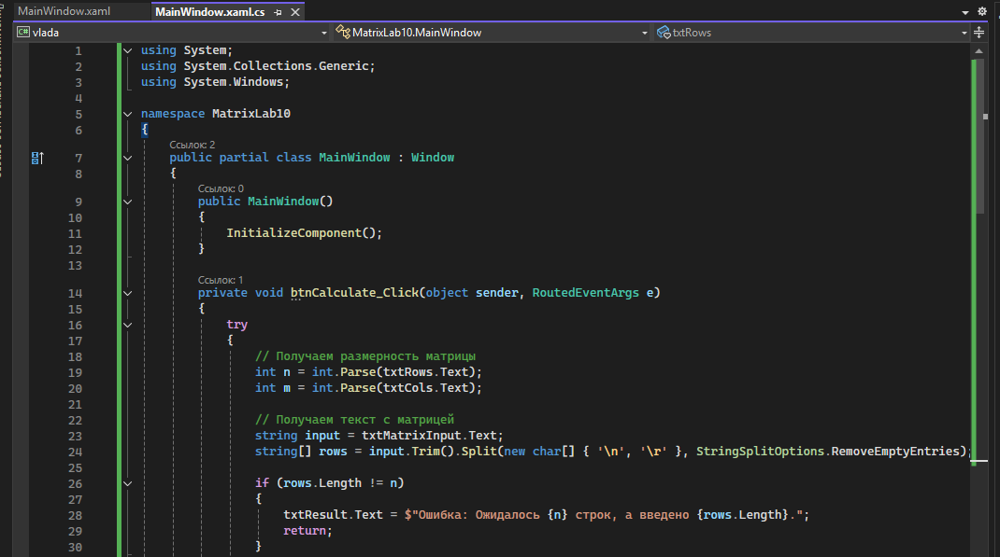 MainWindow.xaml MainWindow.xaml.cs
C# vlada MatrixLab10.MainWindow txtRows
1 using System;
2 using System.Collections.Generic;
3 using System.Windows;
4
5 namespace MatrixLab10
6 {
Ссылок: 2
7 public partial class MainWindow : Window
8 {
Ссылок: 0
9 public MainWindow()
10 {
11 InitializeComponent();
12 }
13
Ссылок: 1
14 private void btnCalculate_Click(object sender, RoutedEventArgs e)
15 {
16 try
17 {
18 // Получаем размерность матрицы
19 int n = int.Parse(txtRows.Text);
20 int m = int.Parse(txtCols.Text);
21
22 // Получаем текст с матрицей
23 string input = txtMatrixInput.Text;
24 string[] rows = input.Trim().Split(new char[] { '\n', '\r' }, StringSplitOptions.RemoveEmptyEntries);
25
26 if (rows.Length != n)
27 {
28 txtResult.Text = $"Ошибка: Ожидалось {n} строк, а введено {rows.Length}.";
29 return;
30 }